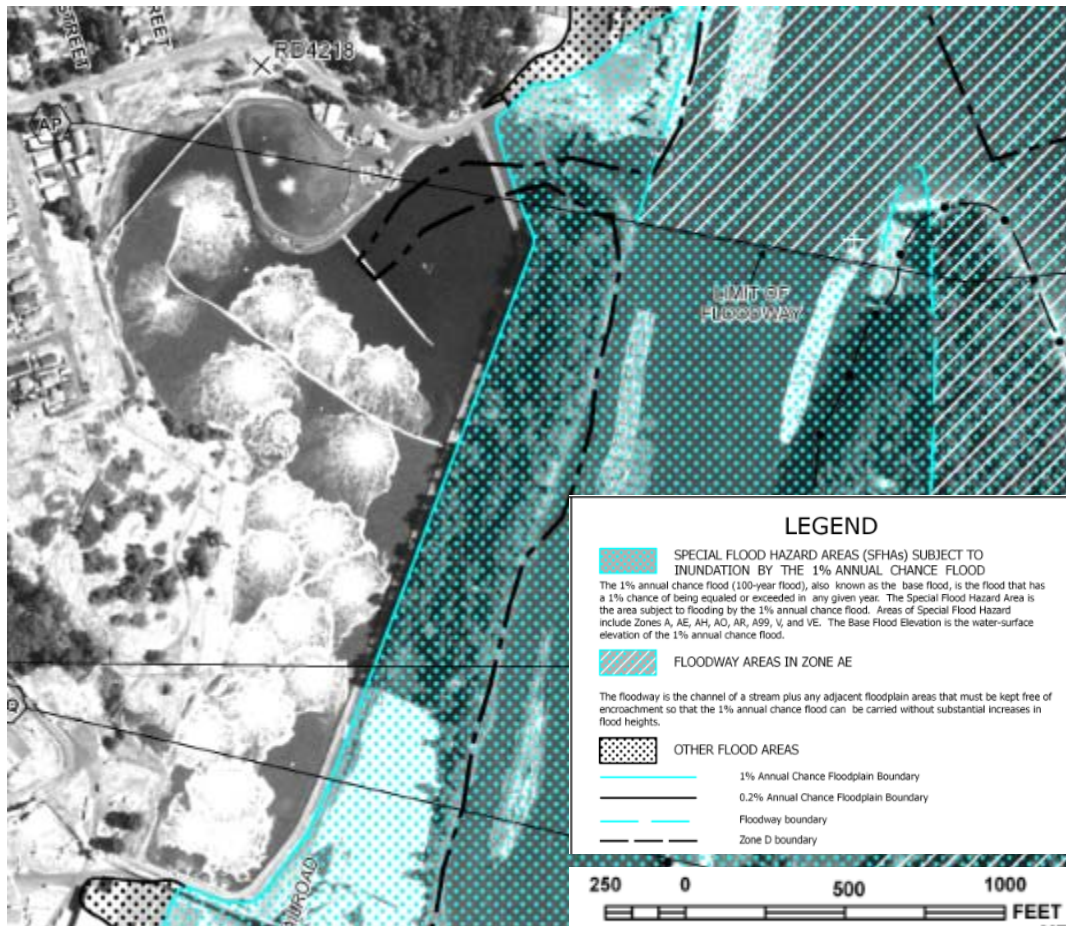 STREET
REET
RD4218
AP
LIMIT OF
FLOODWAY
LEGEND
SPECIAL FLOOD HAZARD AREAS (SFHAs) SUBJECT TO
INUNDATION BY THE 1% ANNUAL CHANCE FLOOD
The 1% annual chance flood (100-year flood), also known as the base flood, is the flood that has
a 1% chance of being equaled or exceeded in any given year. The Special Flood Hazard Area is
the area subject to flooding by the 1% annual chance flood. Areas of Special Flood Hazard
include Zones A, AE, AH, AO, AR, A99, V, and VE. The Base Flood Elevation is the water-surface
elevation of the 1% annual chance flood.
FLOODWAY AREAS IN ZONE AE
The floodway is the channel of a stream plus any adjacent floodplain areas that must be kept free of
encroachment so that the 1% annual chance flood can be carried without substantial increases in
flood heights.
OTHER FLOOD AREAS
1% Annual Chance Floodplain Boundary
0.2% Annual Chance Floodplain Boundary
Floodway boundary
Zone D boundary
ROAD
250 0 500 1000
FEET